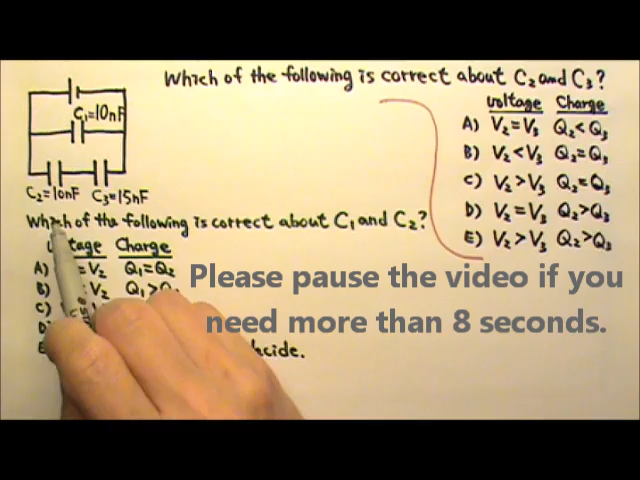 Which of the following is correct about C₂ and C₃?
voltage Charge
A) V₂ = V₃ Q₂ < Q₃
B) V₂ < V₃ Q₂ = Q₃
C) V₂ > V₃ Q₂ = Q₃
D) V₂ = V₃ Q₂ > Q₃
E) V₂ > V₃ Q₂ > Q₃
C₁=10nF
C₂=10nF C₃=15nF
Which of the following is correct about C₁ and C₂?
Charge
A) = V₂ Q₁ = Q₂
B) V₂ Q₁ >
C)
Please pause the video if you
need more than 8 seconds.